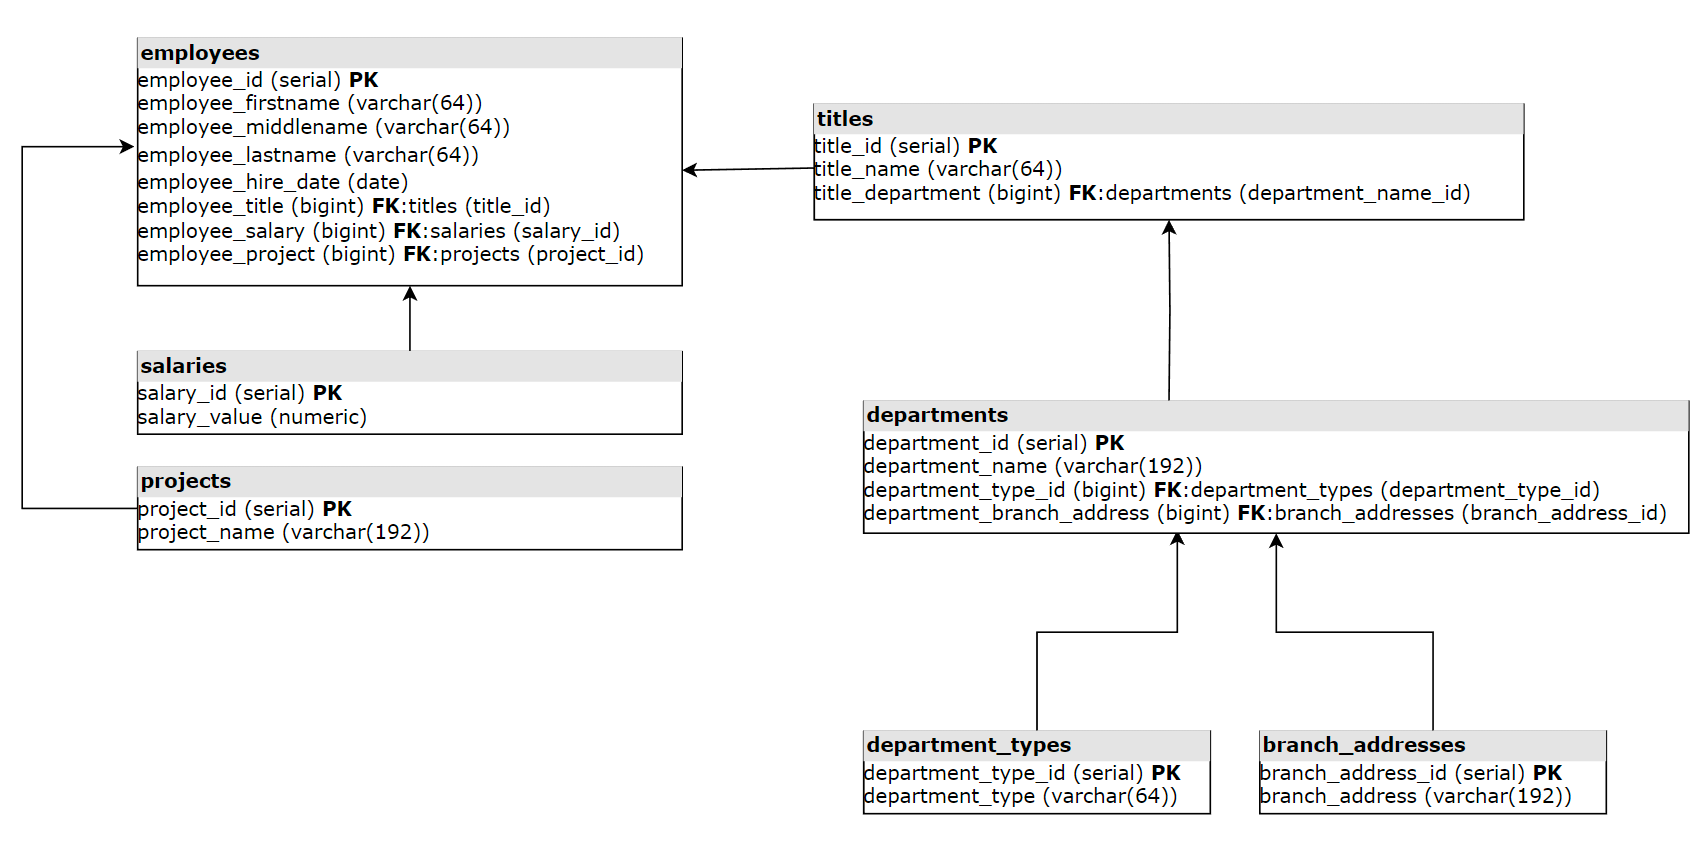 employees
employee_id (serial) PK
employee_firstname (varchar(64))
employee_middlename (varchar(64))
employee_lastname (varchar(64))
employee_hire_date (date)
employee_title (bigint) FK:titles (title_id)
employee_salary (bigint) FK:salaries (salary_id)
employee_project (bigint) FK:projects (project_id)
titles
title_id (serial) PK
title_name (varchar(64))
title_department (bigint) FK:departments (department_name_id)
salaries
salary_id (serial) PK
salary_value (numeric)
projects
project_id (serial) PK
project_name (varchar(192))
departments
department_id (serial) PK
department_name (varchar(192))
department_type_id (bigint) FK:department_types (department_type_id)
department_branch_address (bigint) FK:branch_addresses (branch_address_id)
department_types
department_type_id (serial) PK
department_type (varchar(64))
branch_addresses
branch_address_id (serial) PK
branch_address (varchar(192))